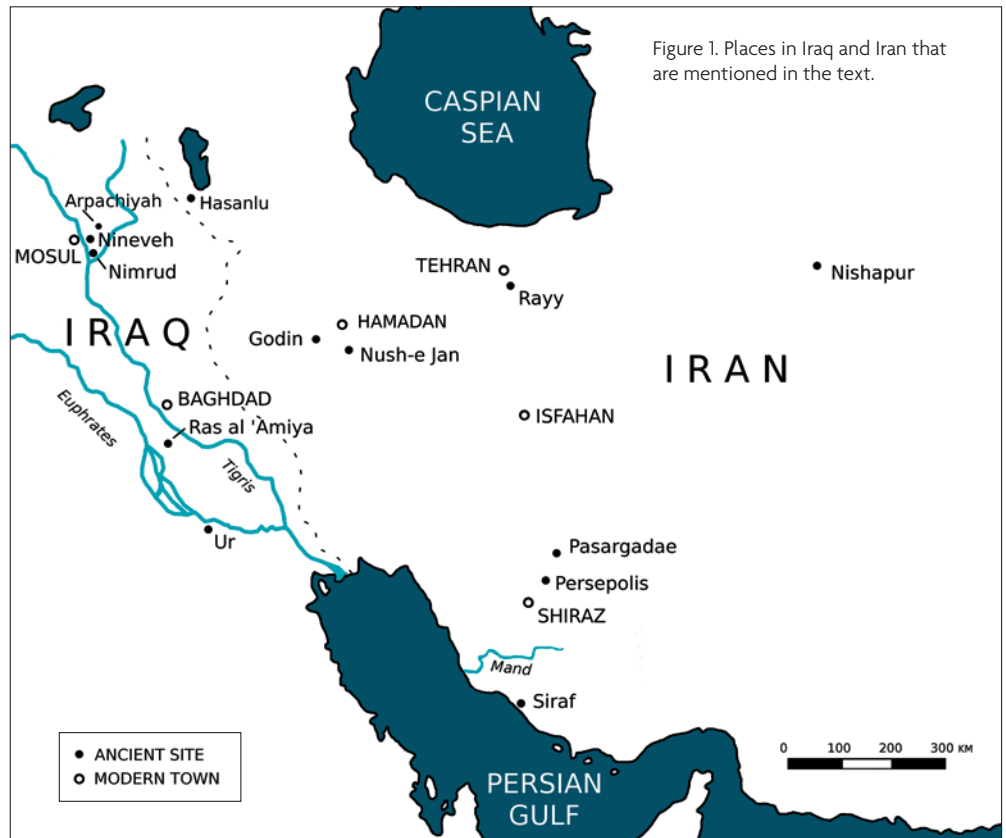 Figure 1. Places in Iraq and Iran that
are mentioned in the text.
CASPIAN
SEA
Arpachiyah
Hasanlu
Nineveh
MOSUL
Nimrud
TEHRAN
Rayy
Nishapur
IRAQ
HAMADAN
Godin
Nush-e Jan
IRAN
BAGHDAD
Euphrates
Ras al 'Amiya
ISFAHAN
Tigris
Ur
Pasargadae
Persepolis
SHIRAZ
Mand
Siraf
ANCIENT SITE
MODERN TOWN
0 100 200 300 KM
PERSIAN
GULF